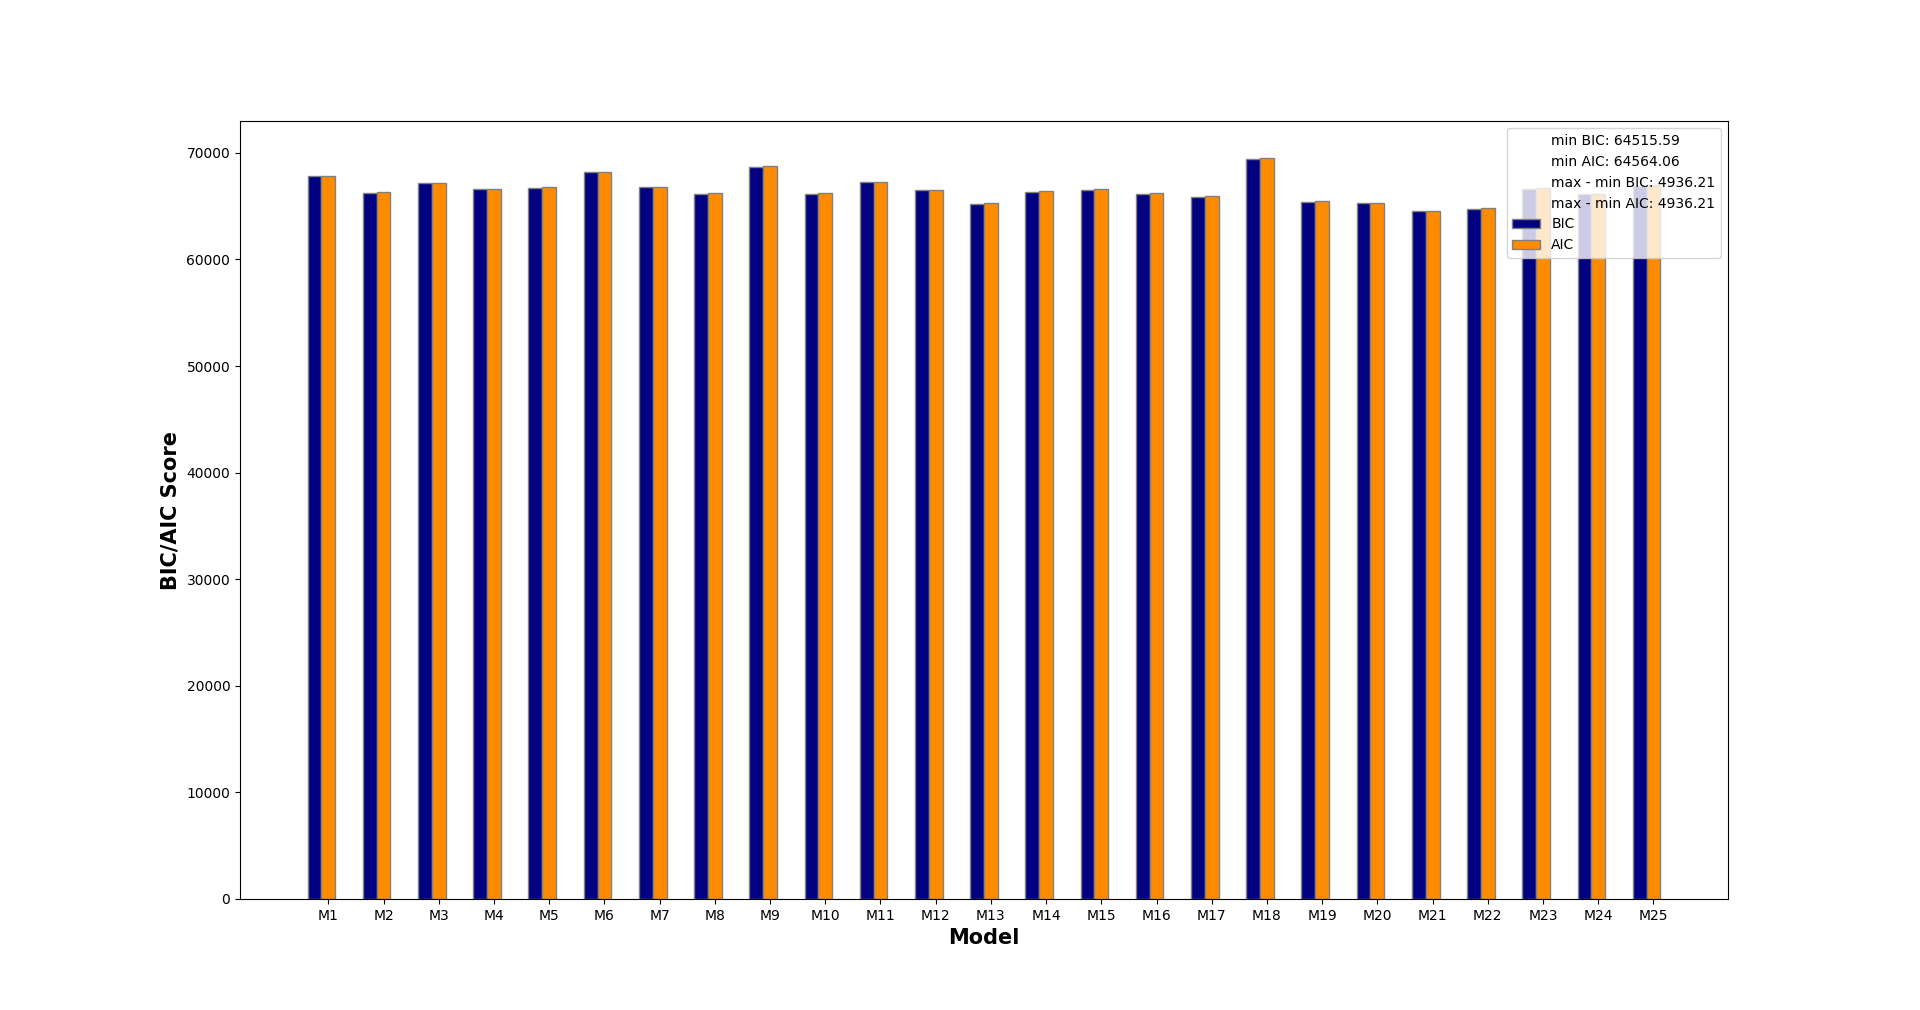 min BIC: 64515.59
min AIC: 64564.06
max - min BIC: 4936.21
max - min AIC: 4936.21
BIC
AIC
BIC/AIC Score
70000
60000
50000
40000
30000
20000
10000
0
M1 M2 M3 M4 M5 M6 M7 M8 M9 M10 M11 M12 M13 M14 M15 M16 M17 M18 M19 M20 M21 M22 M23 M24 M25
Model